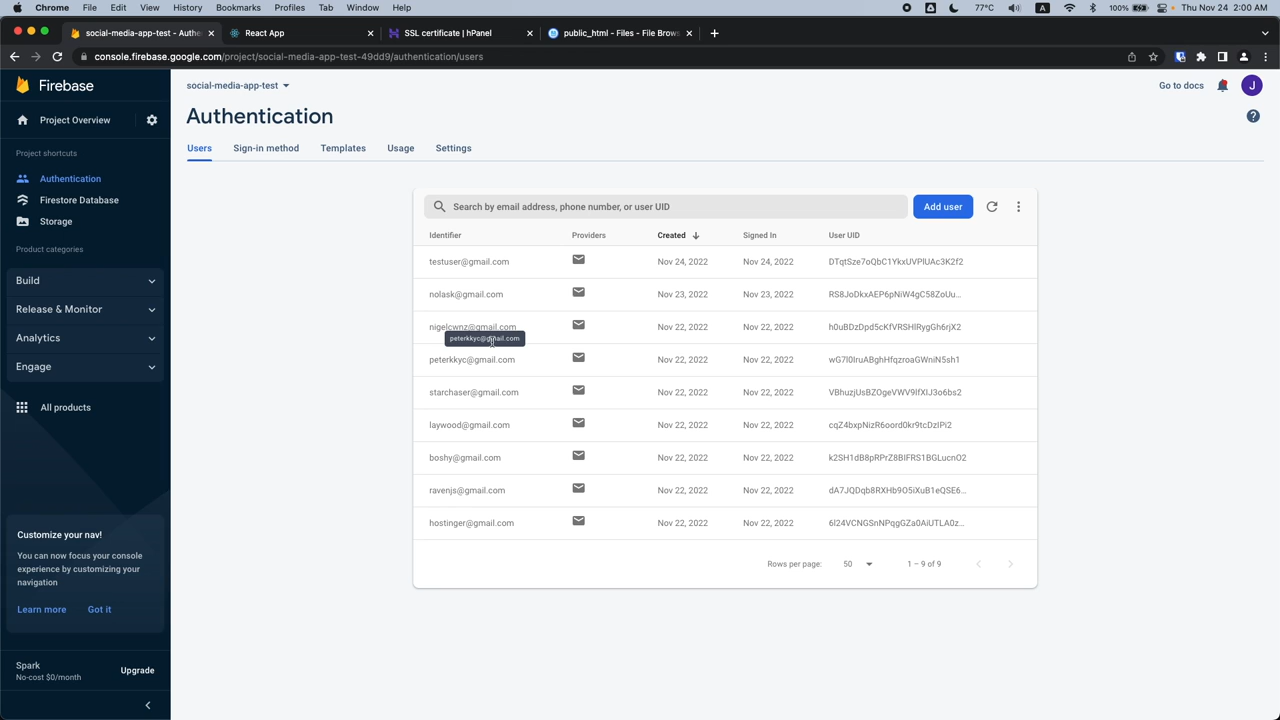 Chrome File Edit View History Bookmarks Profiles Tab Window Help 77°C A 100% Thu Nov 24 2:00 AM
social-media-app-test - Authe React App SSL certificate | hPanel public_html - Files - File Brows
console.firebase.google.com/project/social-media-app-test-49dd9/authentication/users
Firebase
social-media-app-test
Go to docs
J
Authentication
Project Overview
Users Sign-in method Templates Usage Settings
Project shortcuts
Authentication
Firestore Database
Storage
Product categories
Build
Release & Monitor
Analytics
Engage
All products
Customize your nav!
You can now focus your console
experience by customizing your
navigation
Learn more Got it
Spark
No-cost $0/month
Upgrade
Search by email address, phone number, or user UID
Add user
Identifier Providers Created Signed In User UID
testuser@gmail.com Nov 24, 2022 Nov 24, 2022 DTqtSze7oQbC1YkxUVPlUAc3K2f2
nolask@gmail.com Nov 23, 2022 Nov 23, 2022 RS8JoDkxAEP6pNiW4gC58ZoUu...
nigelcwnz@gmail.com Nov 22, 2022 Nov 22, 2022 h0uBDzDpd5cKfVRSHlRygGh6rjX2
peterkkyc@gmail.com
peterkkyc@gmail.com Nov 22, 2022 Nov 22, 2022 wG7I0IruABghHfqzroaGWniN5sh1
starchaser@gmail.com Nov 22, 2022 Nov 22, 2022 VBhuzjUsBZOgeVWV9lfXIJ3o6bs2
laywood@gmail.com Nov 22, 2022 Nov 22, 2022 cqZ4bxpNizR6oord0kr9tcDzIPi2
boshy@gmail.com Nov 22, 2022 Nov 22, 2022 k2SH1dB8pRPrZ8BIFRS1BGLucnO2
ravenjs@gmail.com Nov 22, 2022 Nov 22, 2022 dA7JQDqb8RXHb9O5iXuB1eQSE6...
hostinger@gmail.com Nov 22, 2022 Nov 22, 2022 6l24VCNGSnNPqgGZa0AiUTLA0z...
Rows per page: 50 1 – 9 of 9